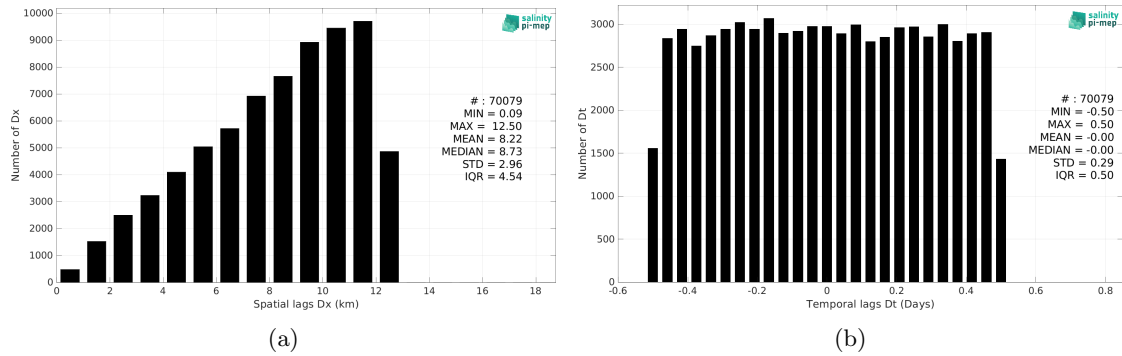 10000
9000
8000
7000
6000
5000
4000
3000
2000
1000
0
Number of Dx
salinity
pi-mep
# : 70079
MIN = 0.09
MAX = 12.50
MEAN = 8.22
MEDIAN = 8.73
STD = 2.96
IQR = 4.54
0 2 4 6 8 10 12 14 16 18
Spatial lags Dx (km)
(a)
3000
2500
2000
1500
1000
500
0
Number of Dt
salinity
pi-mep
# : 70079
MIN = -0.50
MAX = 0.50
MEAN = -0.00
MEDIAN = -0.00
STD = 0.29
IQR = 0.50
-0.6 -0.4 -0.2 0 0.2 0.4 0.6 0.8
Temporal lags Dt (Days)
(b)